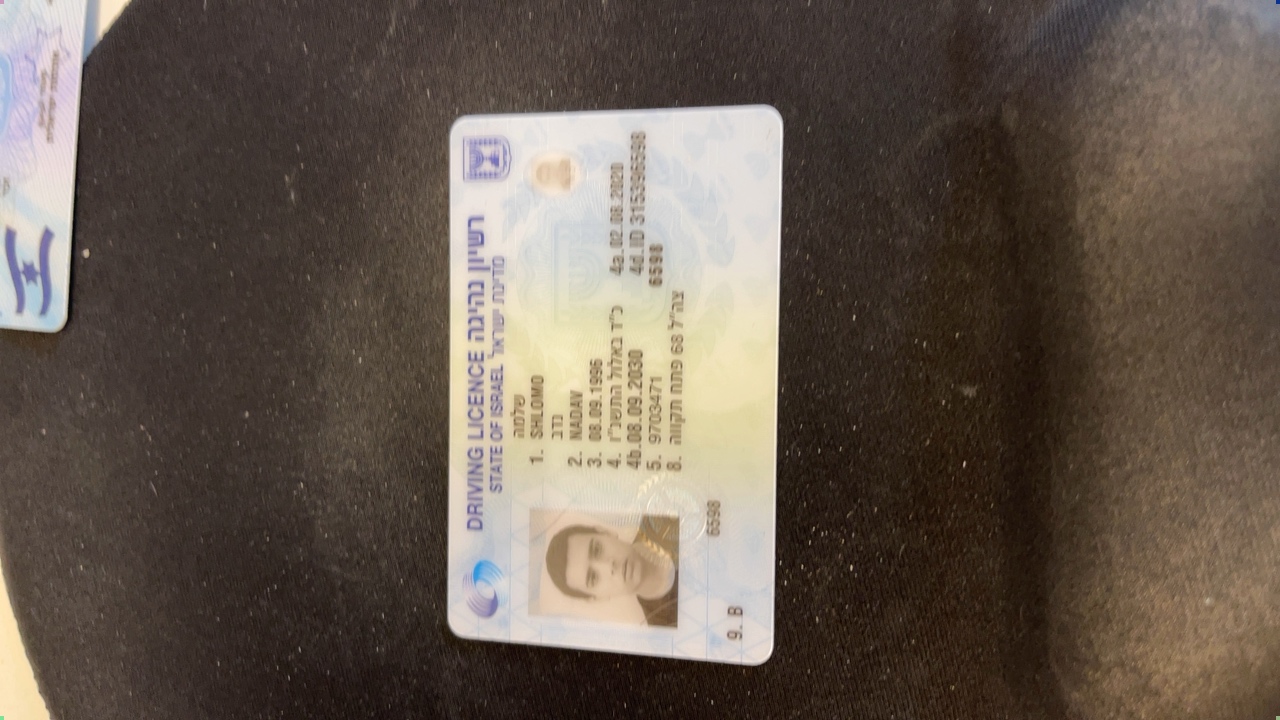 DRIVING LICENCE רשיון נהיגה
STATE OF ISRAEL מדינת ישראל
שלמה
1. SHLOMO
נדב
2. NADAV
3. 08.09.1996
4. כ"ד באלול התשנ"ו 4a.02.08.2020
4b.08.09.2030 4d.ID 315396
5. 9703471 6598
8. צה"ל 68 פתח תקווה
6598
9. B